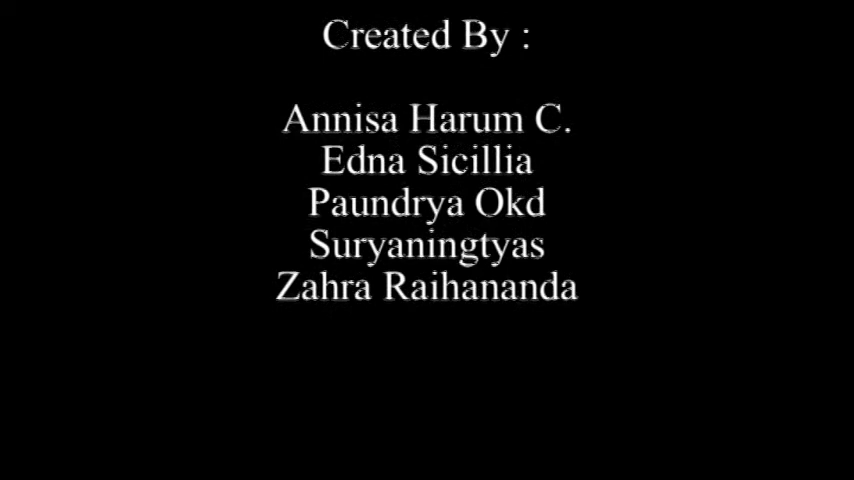 Created By :
Annisa Harum C.
Edna Sicillia
Paundrya Okd
Suryaningtyas
Zahra Raihananda